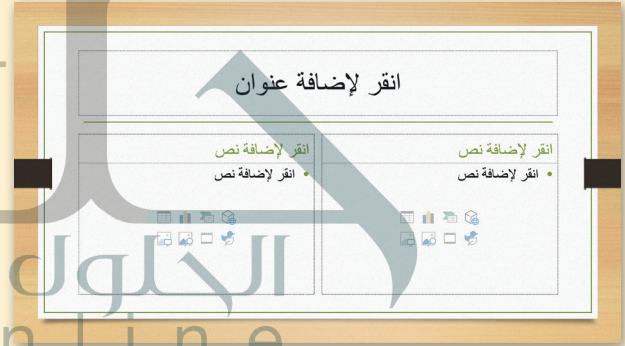 انقر لإضافة عنوان
انقر لإضافة نص
• انقر لإضافة نص
انقر لإضافة نص
• انقر لإضافة نص
الحلول
online